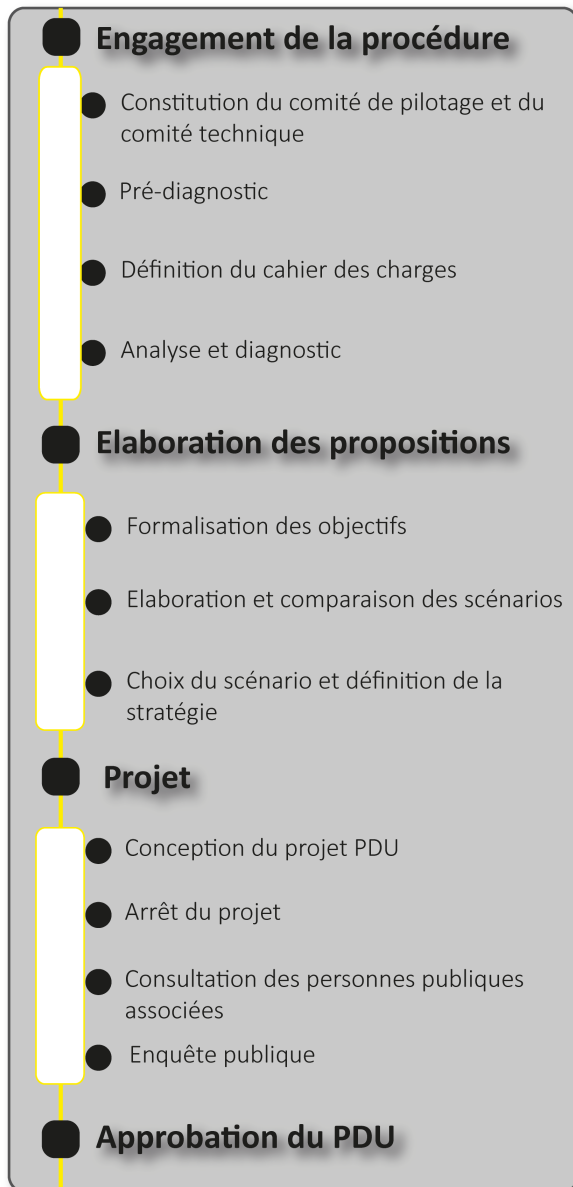 Engagement de la procédure
Constitution du comité de pilotage et du
comité technique
Pré-diagnostic
Définition du cahier des charges
Analyse et diagnostic
Elaboration des propositions
Formalisation des objectifs
Elaboration et comparaison des scénarios
Choix du scénario et définition de la
stratégie
Projet
Conception du projet PDU
Arrêt du projet
Consultation des personnes publiques
associées
Enquête publique
Approbation du PDU